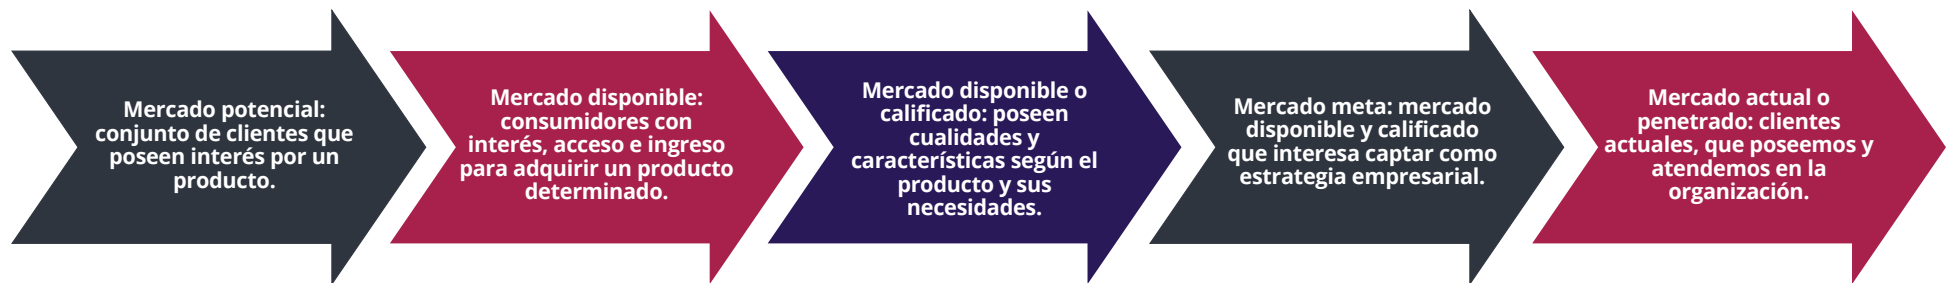 Mercado potencial:
conjunto de clientes que
poseen interés por un
producto.
Mercado disponible:
consumidores con
interés, acceso e ingreso
para adquirir un producto
determinado.
Mercado disponible o
calificado: poseen
cualidades y
características según el
producto y sus
necesidades.
Mercado meta: mercado
disponible y calificado
que interesa captar como
estrategia empresarial.
Mercado actual o
penetrado: clientes
actuales, que poseemos y
atendemos en la
organización.